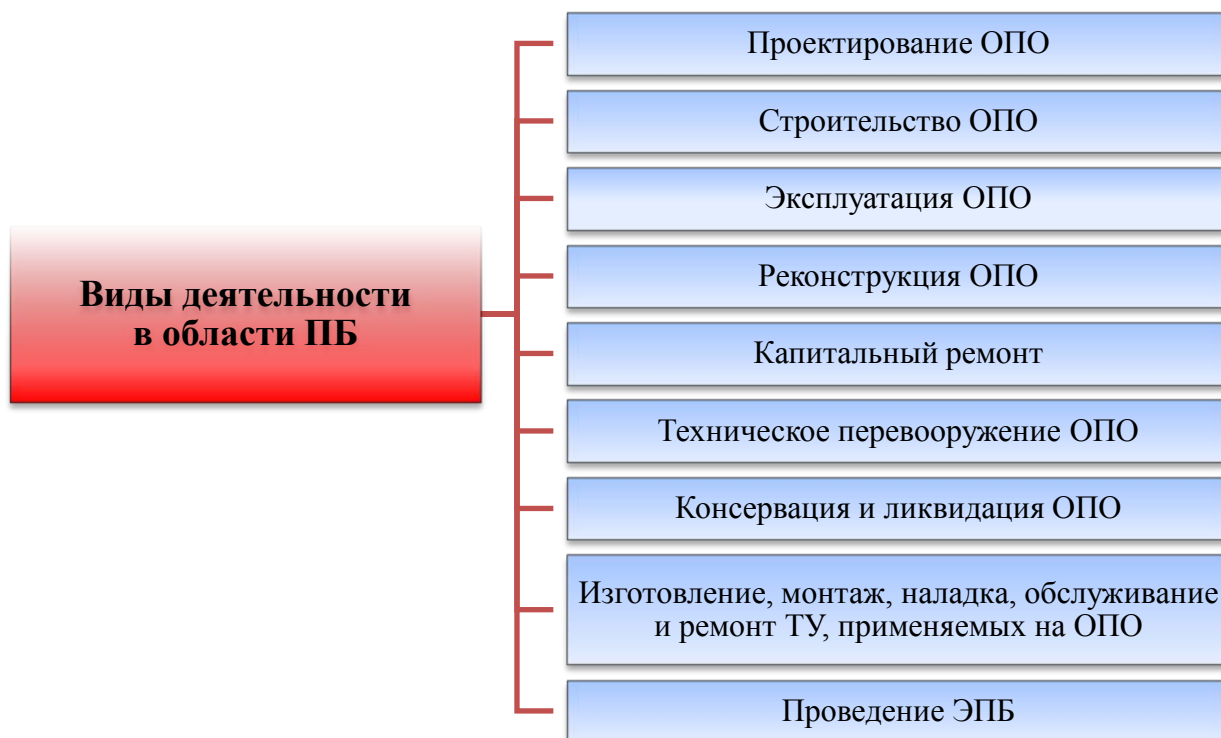 Проектирование ОПО
Строительство ОПО
Эксплуатация ОПО
Реконструкция ОПО
Виды деятельности
в области ПБ
Капитальный ремонт
Техническое перевооружение ОПО
Консервация и ликвидация ОПО
Изготовление, монтаж, наладка, обслуживание
и ремонт ТУ, применяемых на ОПО
Проведение ЭПБ